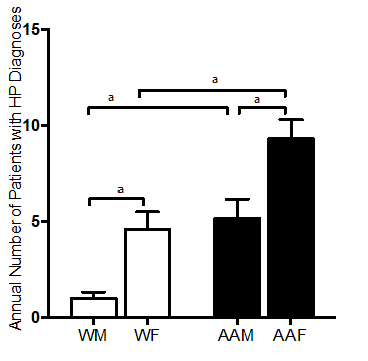 Annual Number of Patients with HP Diagnoses
15
a
a
a
10
a
5
0
WM WF AAM AAF